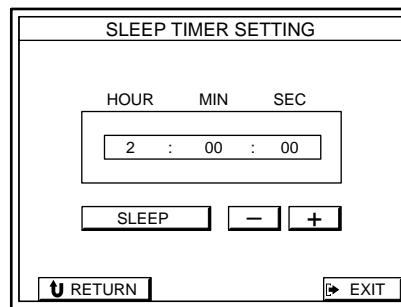 SLEEP TIMER SETTING
HOUR MIN SEC
2 : 00 : 00
SLEEP − +
RETURN EXIT